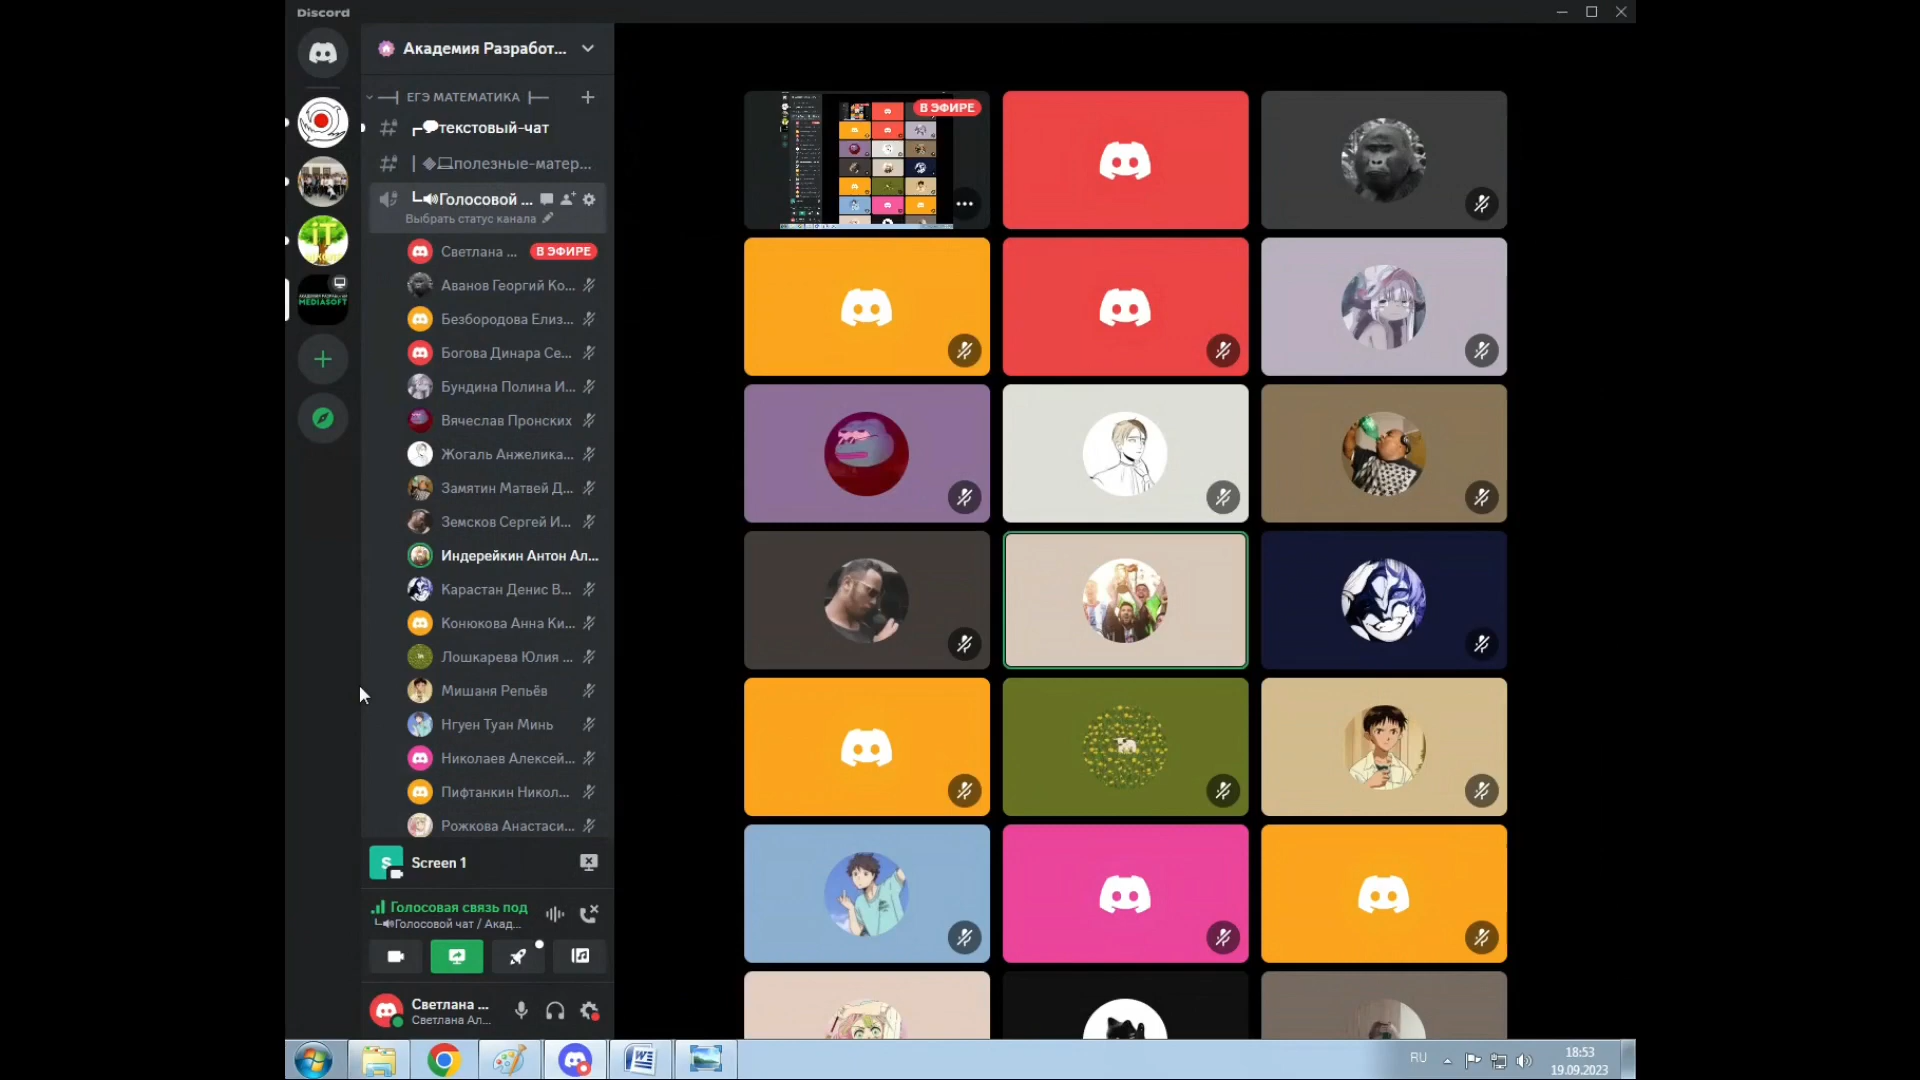 Discord
Академия Разработ...
ЕГЭ МАТЕМАТИКА
текстовый-чат
полезные-матер...
Голосовой ...
Выбрать статус канала
Светлана ...
В ЭФИРЕ
Аванов Георгий Ко...
Безбородова Елиз...
Богова Динара Се...
Бундина Полина И...
Вячеслав Пронских
Жогаль Анжелика...
Замятин Матвей Д...
Земсков Сергей И...
Индерейкин Антон Ал...
Карастан Денис В...
Конюкова Анна Ки...
Лошкарева Юлия ...
Мишаня Репьёв
Нгуен Туан Минь
Николаев Алексей...
Пифтанкин Никол...
Рожкова Анастаси...
S
Screen 1
Голосовая связь под
Голосовой чат / Акад...
Светлана ...
Светлана Ал...
В ЭФИРЕ
IT
MEDIASOFT
RU
18:53
19.09.2023